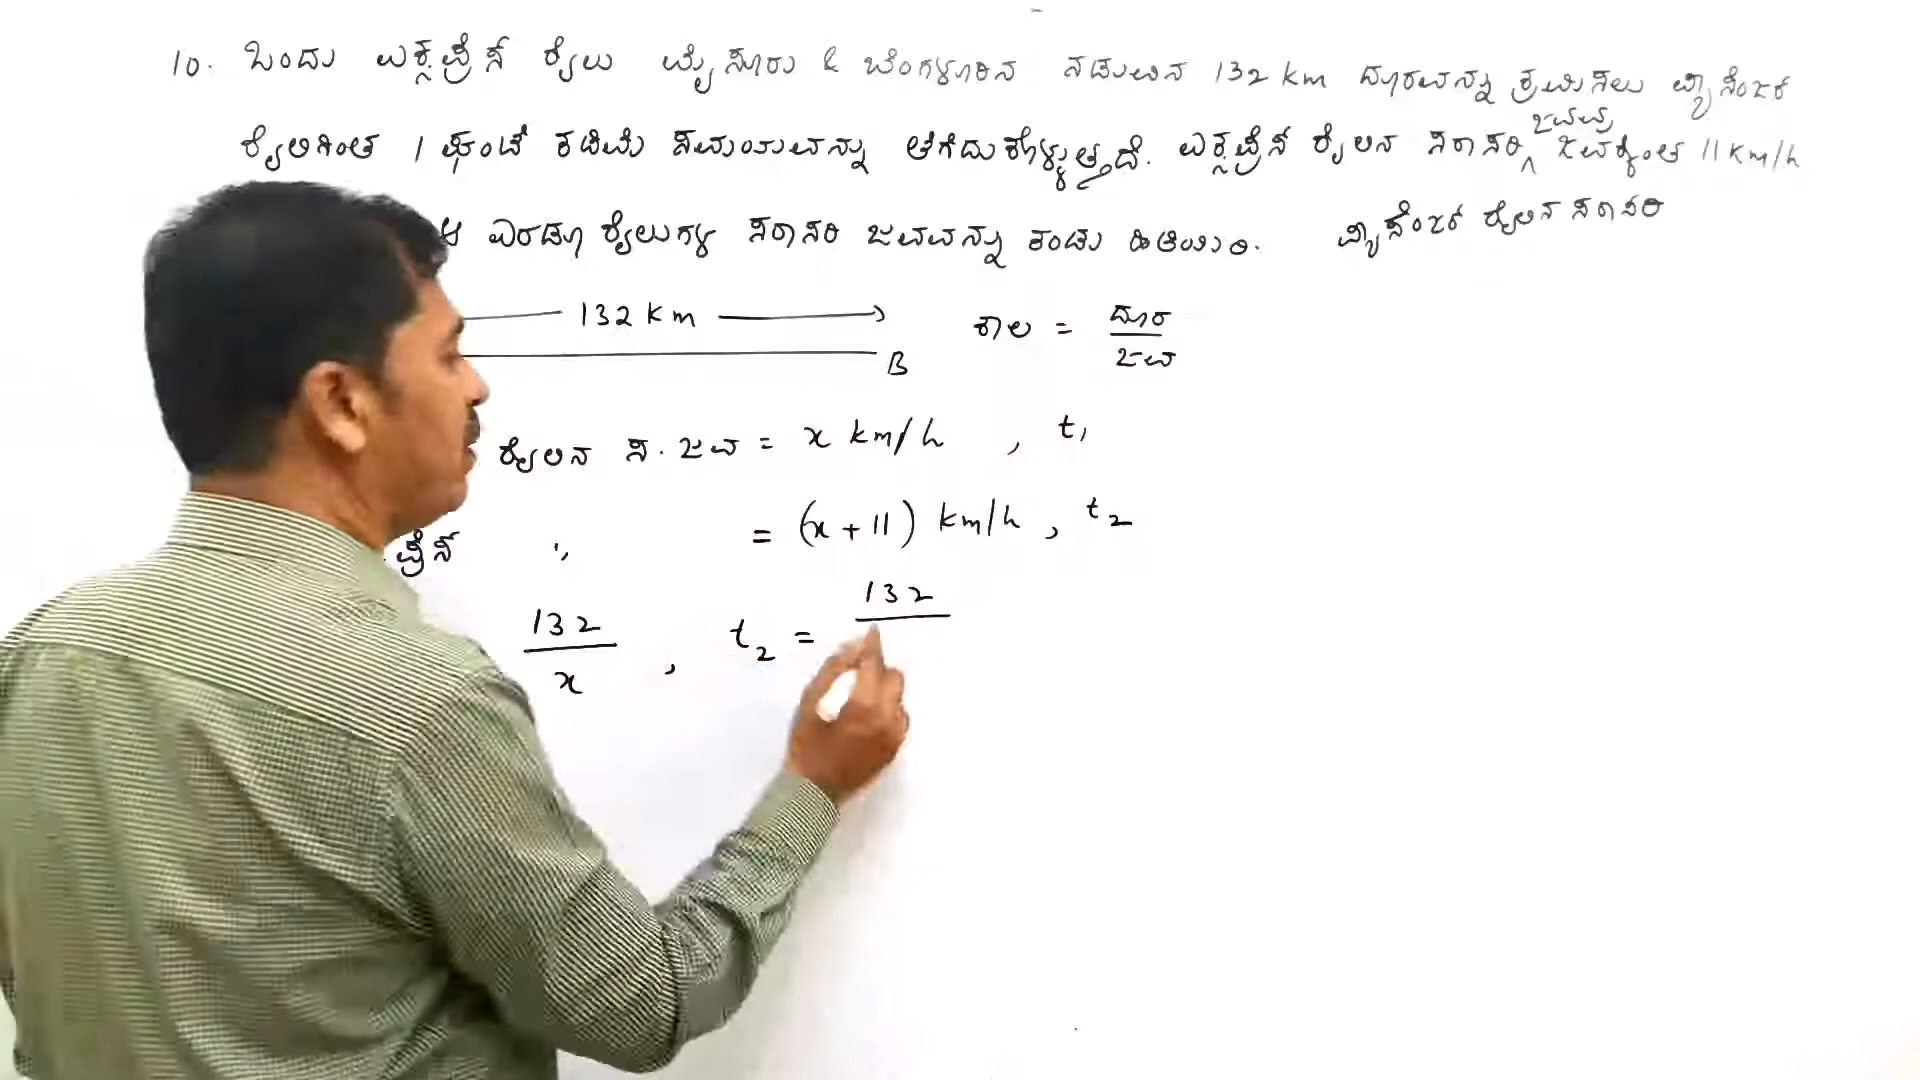 10. ಒಂದು ಎಕ್ಸ್‌ಪ್ರೆಸ್ ರೈಲು ಮೈಸೂರು & ಬೆಂಗಳೂರಿನ ನಡುವಿನ 132 km ದೂರವನ್ನು ಕ್ರಮಿಸಲು ಪ್ಯಾಸೆಂಜರ್
ರೈಲಿಗಿಂತ 1 ಘಂಟೆ ಕಡಿಮೆ ಸಮಯವನ್ನು ತೆಗೆದುಕೊಳ್ಳುತ್ತದೆ. ಎಕ್ಸ್‌ಪ್ರೆಸ್ ರೈಲಿನ ಸರಾಸರಿ ಜವವು ಜವಕ್ಕಿಂತ 11 km/h
ಆ ಎರಡೂ ರೈಲುಗಳ ಸರಾಸರಿ ಜವವನ್ನು ಕಂಡು ಹಿಡಿಯಿರಿ. ಪ್ಯಾಸೆಂಜರ್ ರೈಲಿನ ಸರಾಸರಿ
132 km
B
ಕಾಲ = ದೂರ / ಜವ
ರೈಲಿನ ಸ. ಜವ = x km/h , t1
ಪ್ರೆಸ್ ,, = (x + 11) km/h , t2
132 / x , t2 = 132